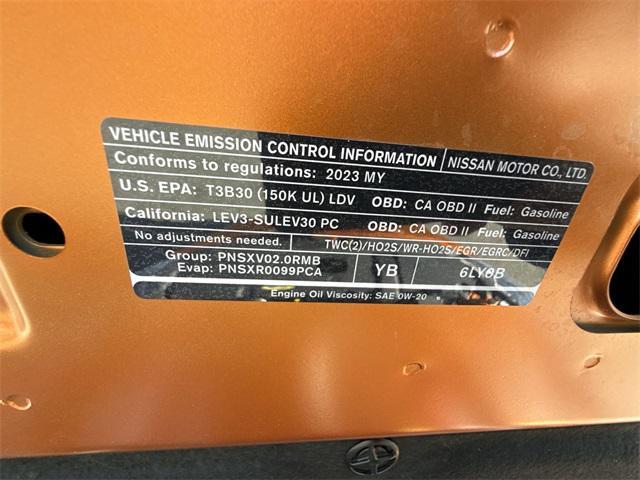 VEHICLE EMISSION CONTROL INFORMATION NISSAN MOTOR CO., LTD.
Conforms to regulations: 2023 MY
U.S. EPA: T3B30 (150K UL) LDV OBD: CA OBD II Fuel: Gasoline
California: LEV3-SULEV30 PC OBD: CA OBD II Fuel: Gasoline
No adjustments needed. TWC(2)/HO2S/WR-HO2S/EGR/EGRC/DFI
Group: PNSXV02.0RMB
Evap: PNSXR0099PCA YB 6LY0B
Engine Oil Viscosity: SAE 0W-20